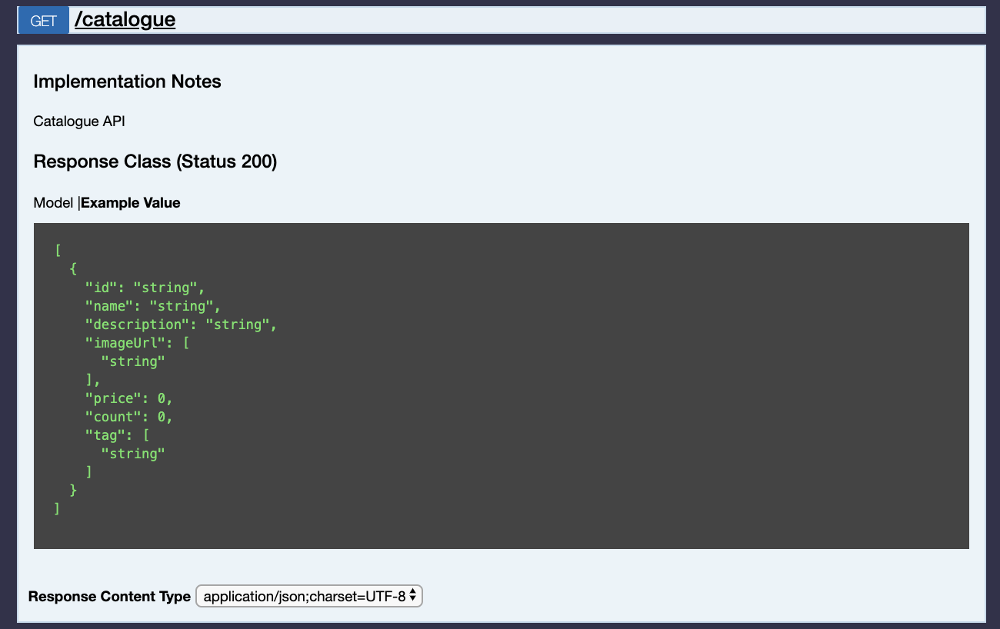 GET /catalogue
Implementation Notes
Catalogue API
Response Class (Status 200)
Model |Example Value
[
  {
    "id": "string",
    "name": "string",
    "description": "string",
    "imageUrl": [
      "string"
    ],
    "price": 0,
    "count": 0,
    "tag": [
      "string"
    ]
  }
]
Response Content Type application/json;charset=UTF-8